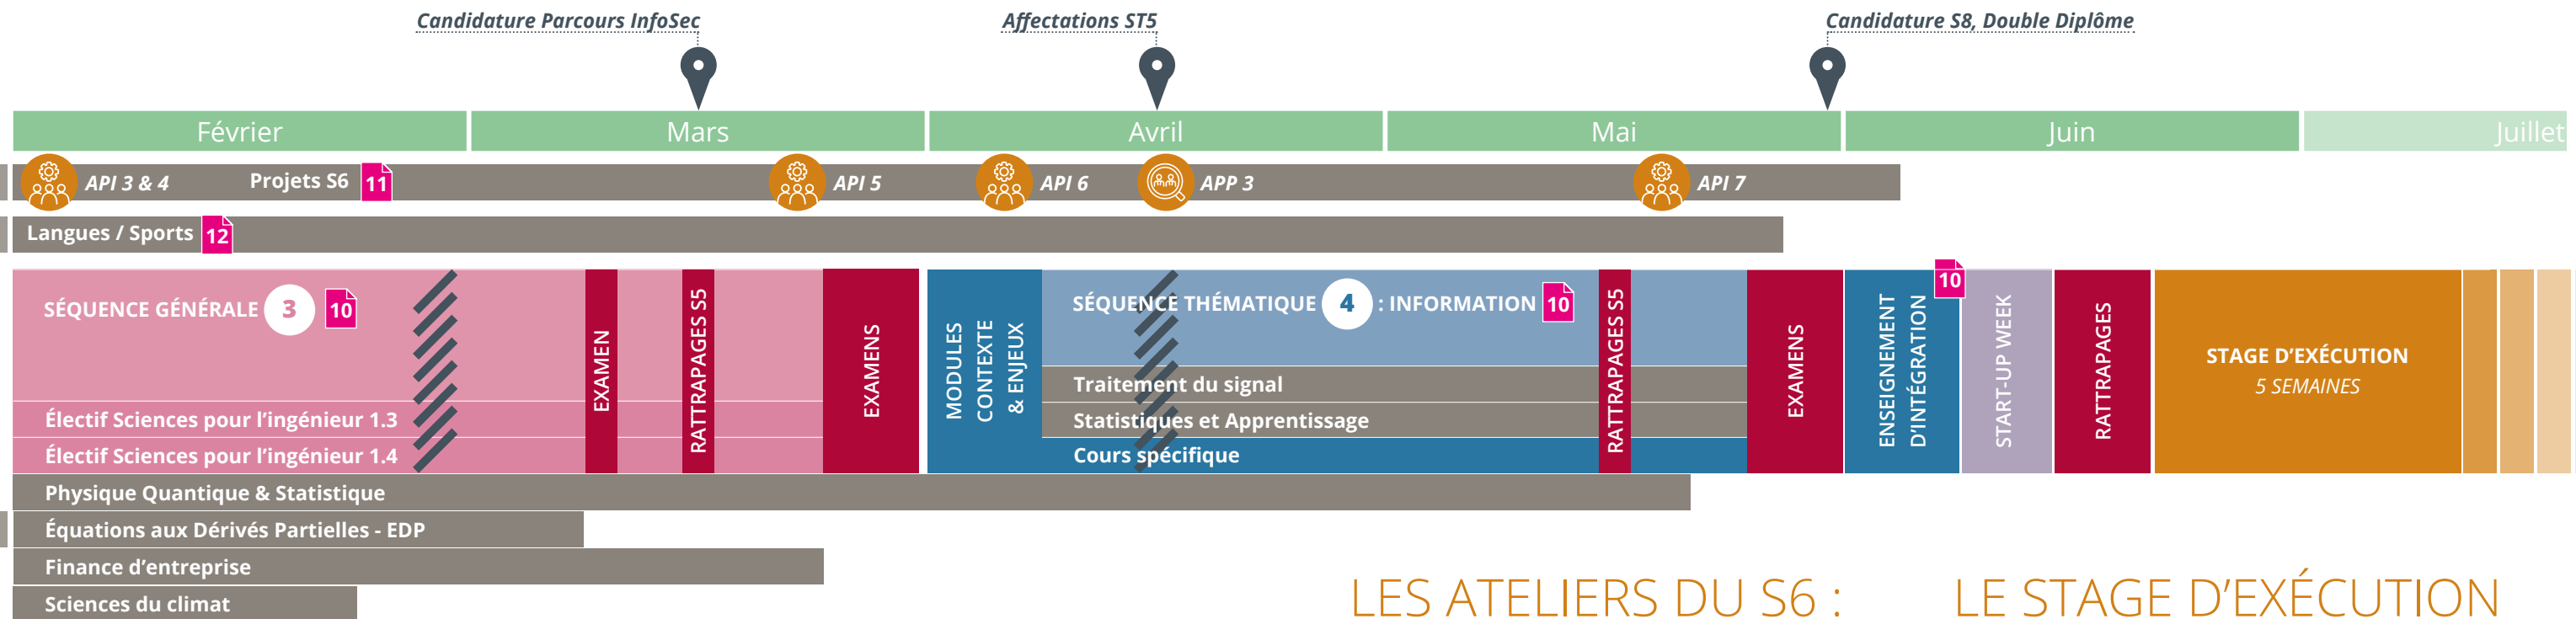 Candidature Parcours InfoSec
Affectations ST5
Candidature S8, Double Diplôme
Février
Mars
Avril
Mai
Juin
Juillet
API 3 & 4
Projets S6 11
API 5
API 6
APP 3
API 7
Langues / Sports 12
SÉQUENCE GÉNÉRALE 3 10
Électif Sciences pour l’ingénieur 1.3
Électif Sciences pour l’ingénieur 1.4
EXAMEN
RATTRAPAGES S5
EXAMENS
MODULES
CONTEXTE
& ENJEUX
SÉQUENCE THÉMATIQUE 4 : INFORMATION 10
Traitement du signal
Statistiques et Apprentissage
Cours spécifique
RATTRAPAGES S5
EXAMENS
ENSEIGNEMENT
D’INTÉGRATION
10
START-UP WEEK
RATTRAPAGES
STAGE D’EXÉCUTION
5 SEMAINES
Physique Quantique & Statistique
Équations aux Dérivés Partielles - EDP
Finance d’entreprise
Sciences du climat
LES ATELIERS DU S6 :
LE STAGE D’EXÉCUTION